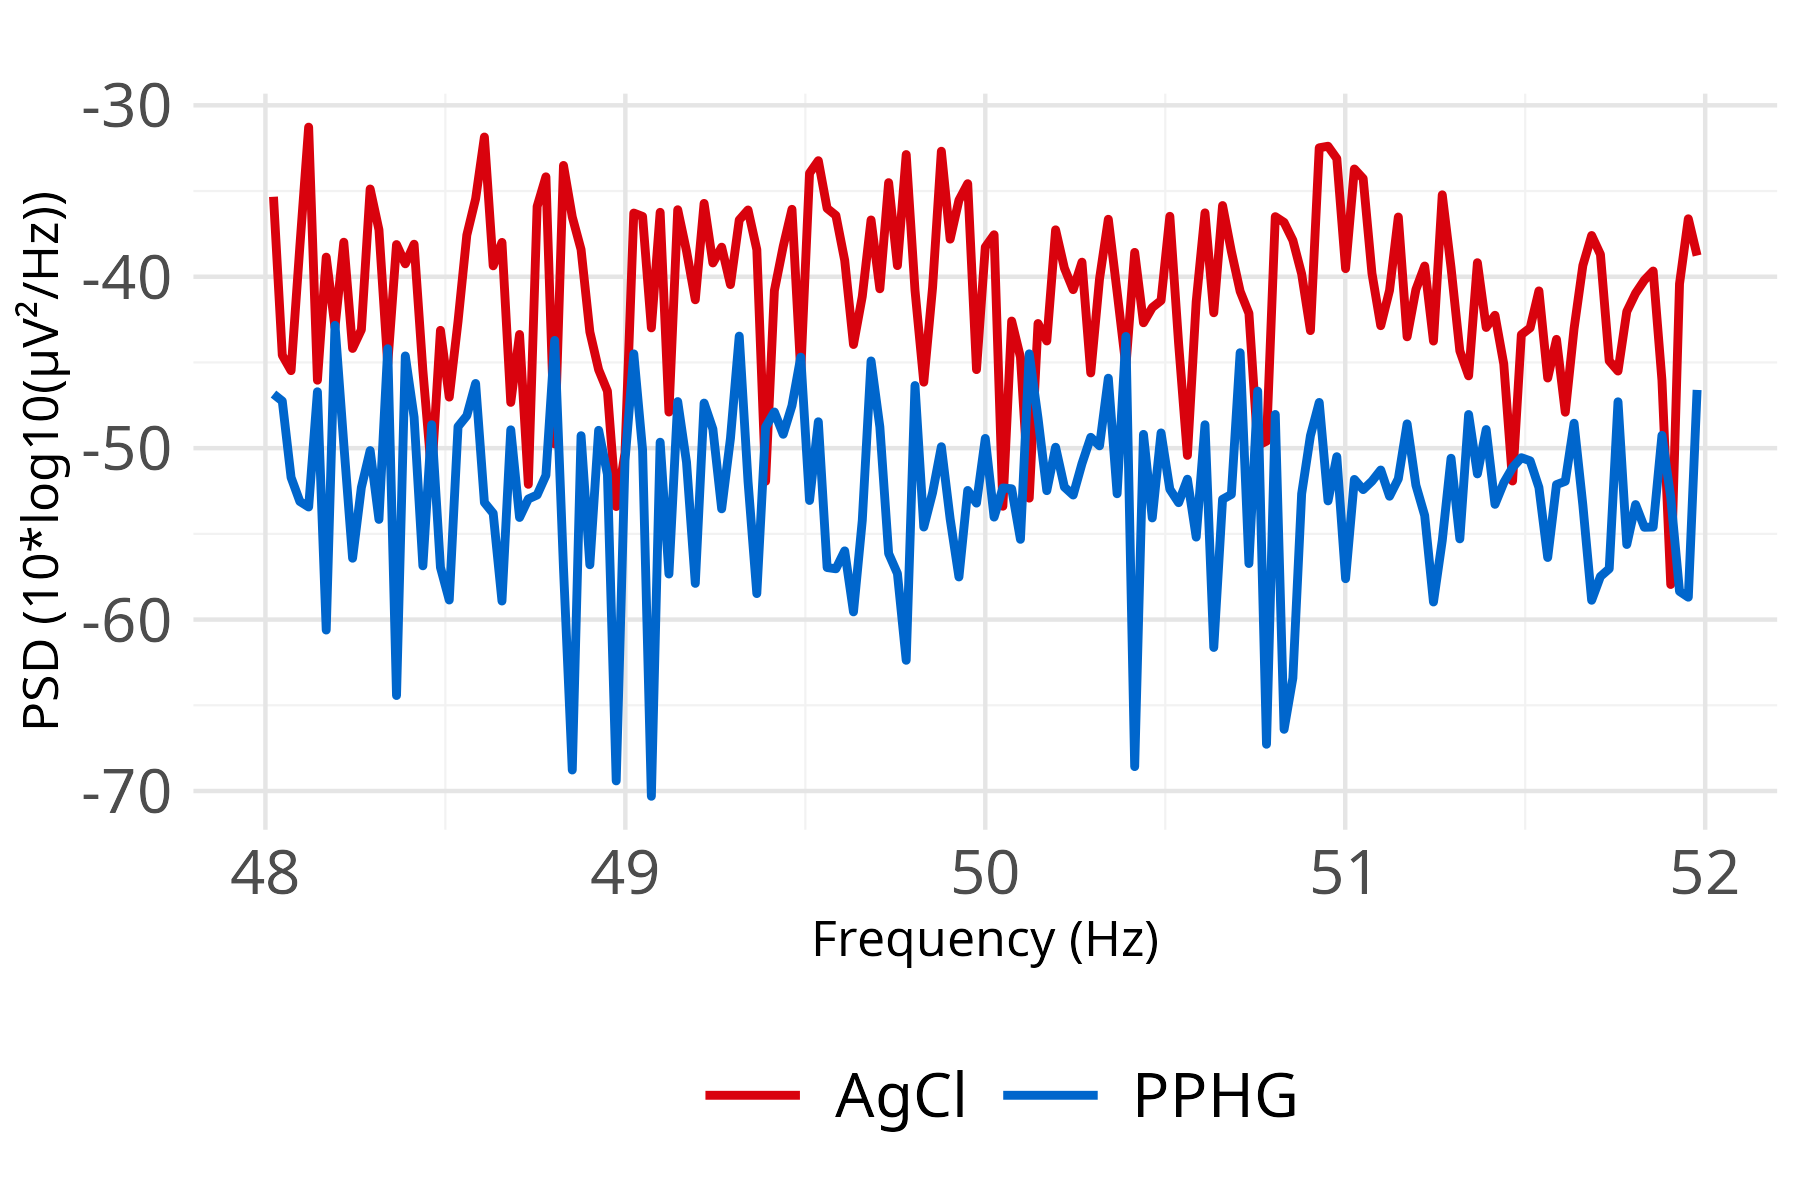 PSD (10*log10(µV²/Hz))
-30
-40
-50
-60
-70
48 49 50 51 52
Frequency (Hz)
AgCl PPHG